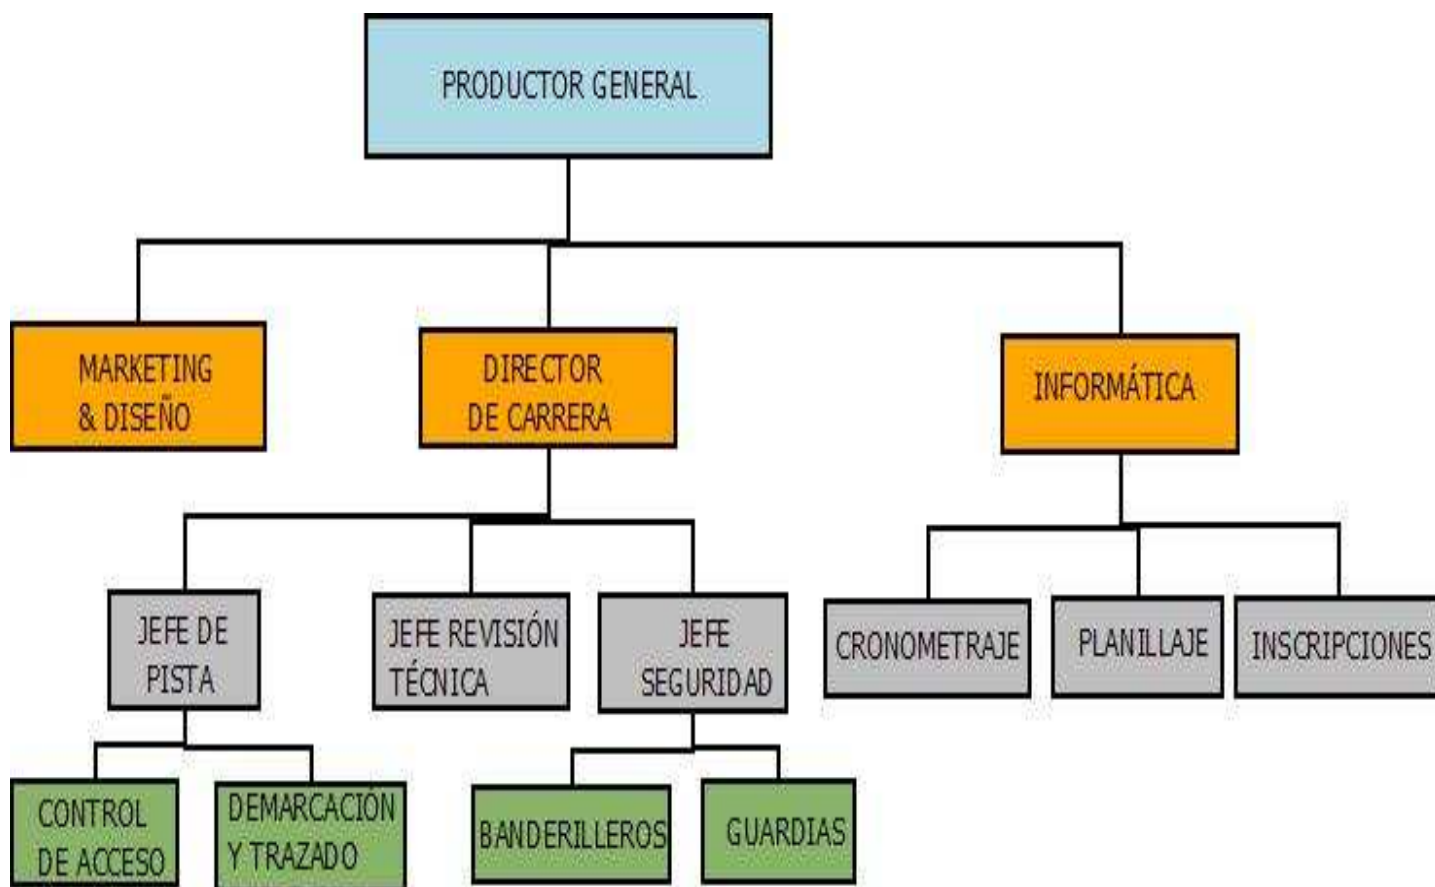 PRODUCTOR GENERAL
MARKETING
& DISEÑO
DIRECTOR
DE CARRERA
INFORMÁTICA
JEFE DE
PISTA
JEFE REVISIÓN
TÉCNICA
JEFE
SEGURIDAD
CRONOMETRAJE
PLANILLAJE
INSCRIPCIONES
CONTROL
DE ACCESO
DEMARCACIÓN
Y TRAZADO
BANDERILLEROS
GUARDIAS